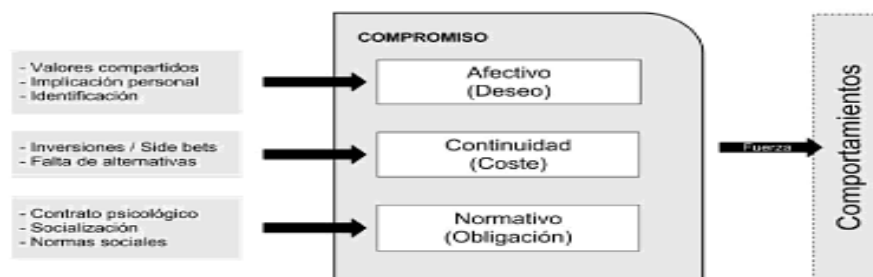 COMPROMISO
- Valores compartidos
- Implicación personal
- Identificación
Afectivo
(Deseo)
- Inversiones / Side bets
- Falta de alternativas
Continuidad
(Coste)
Fuerza
- Contrato psicológico
- Socialización
- Normas sociales
Normativo
(Obligación)
Comportamientos